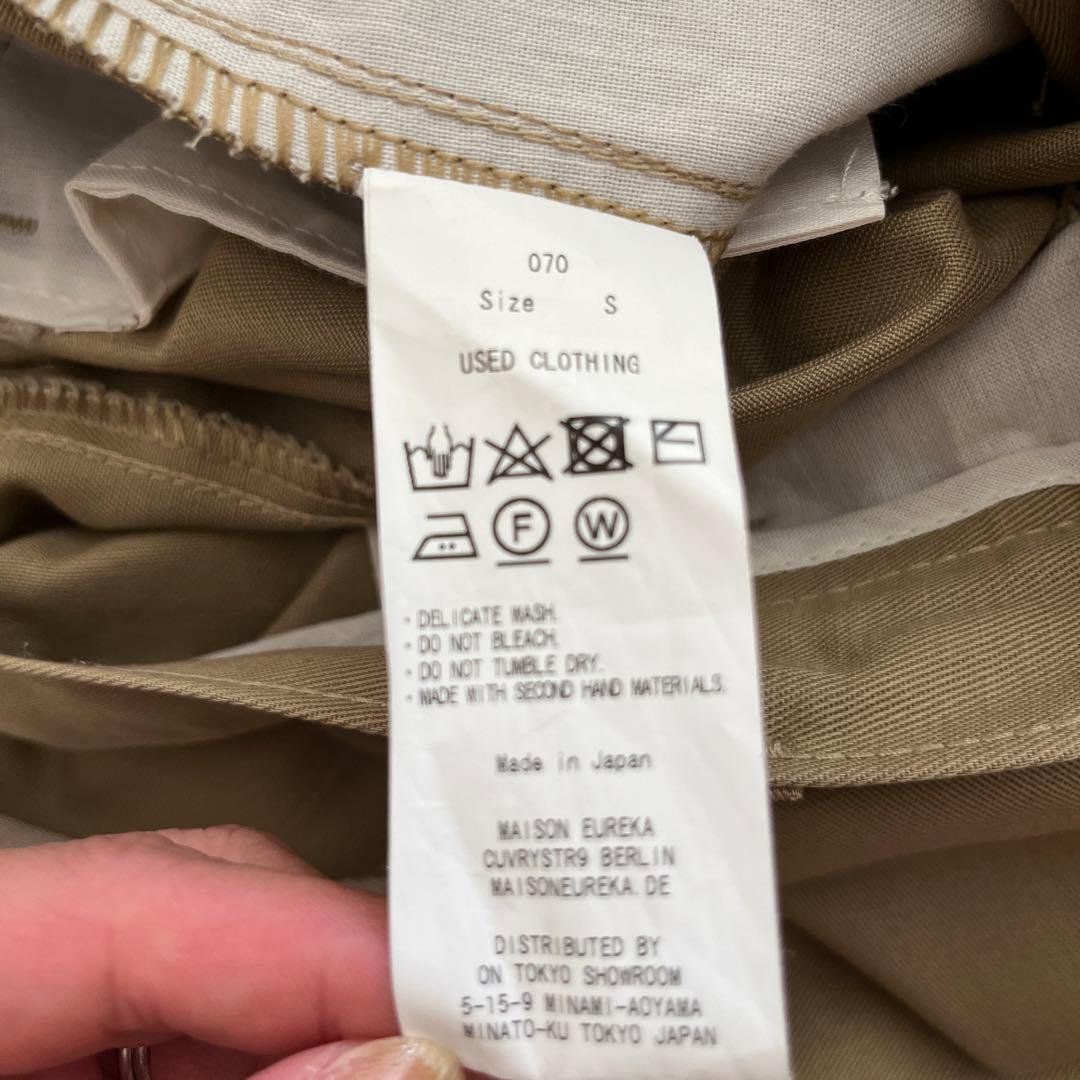 070
Size S
USED CLOTHING
F W
· DELICATE WASH.
· DO NOT BLEACH.
· DO NOT TUMBLE DRY.
· MADE WITH SECOND HAND MATERIALS.
Made in Japan
MAISON EUREKA
CUVRYSTR9 BERLIN
MAISONEUREKA.DE
DISTRIBUTED BY
ON TOKYO SHOWROOM
5-15-9 MINAMI-AOYAMA
MINATO-KU TOKYO JAPAN